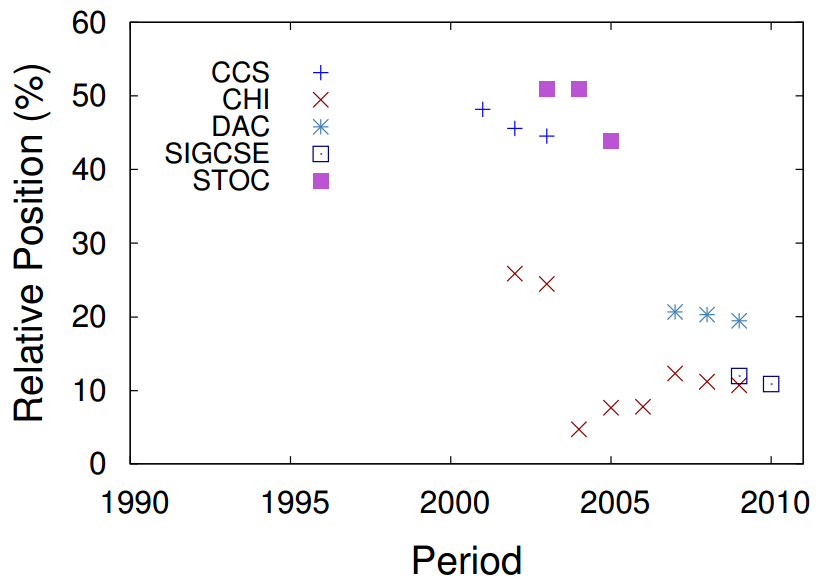 Relative Position (%)
60
50
40
30
20
10
0
CCS
CHI
DAC
SIGCSE
STOC
1990 1995 2000 2005 2010
Period